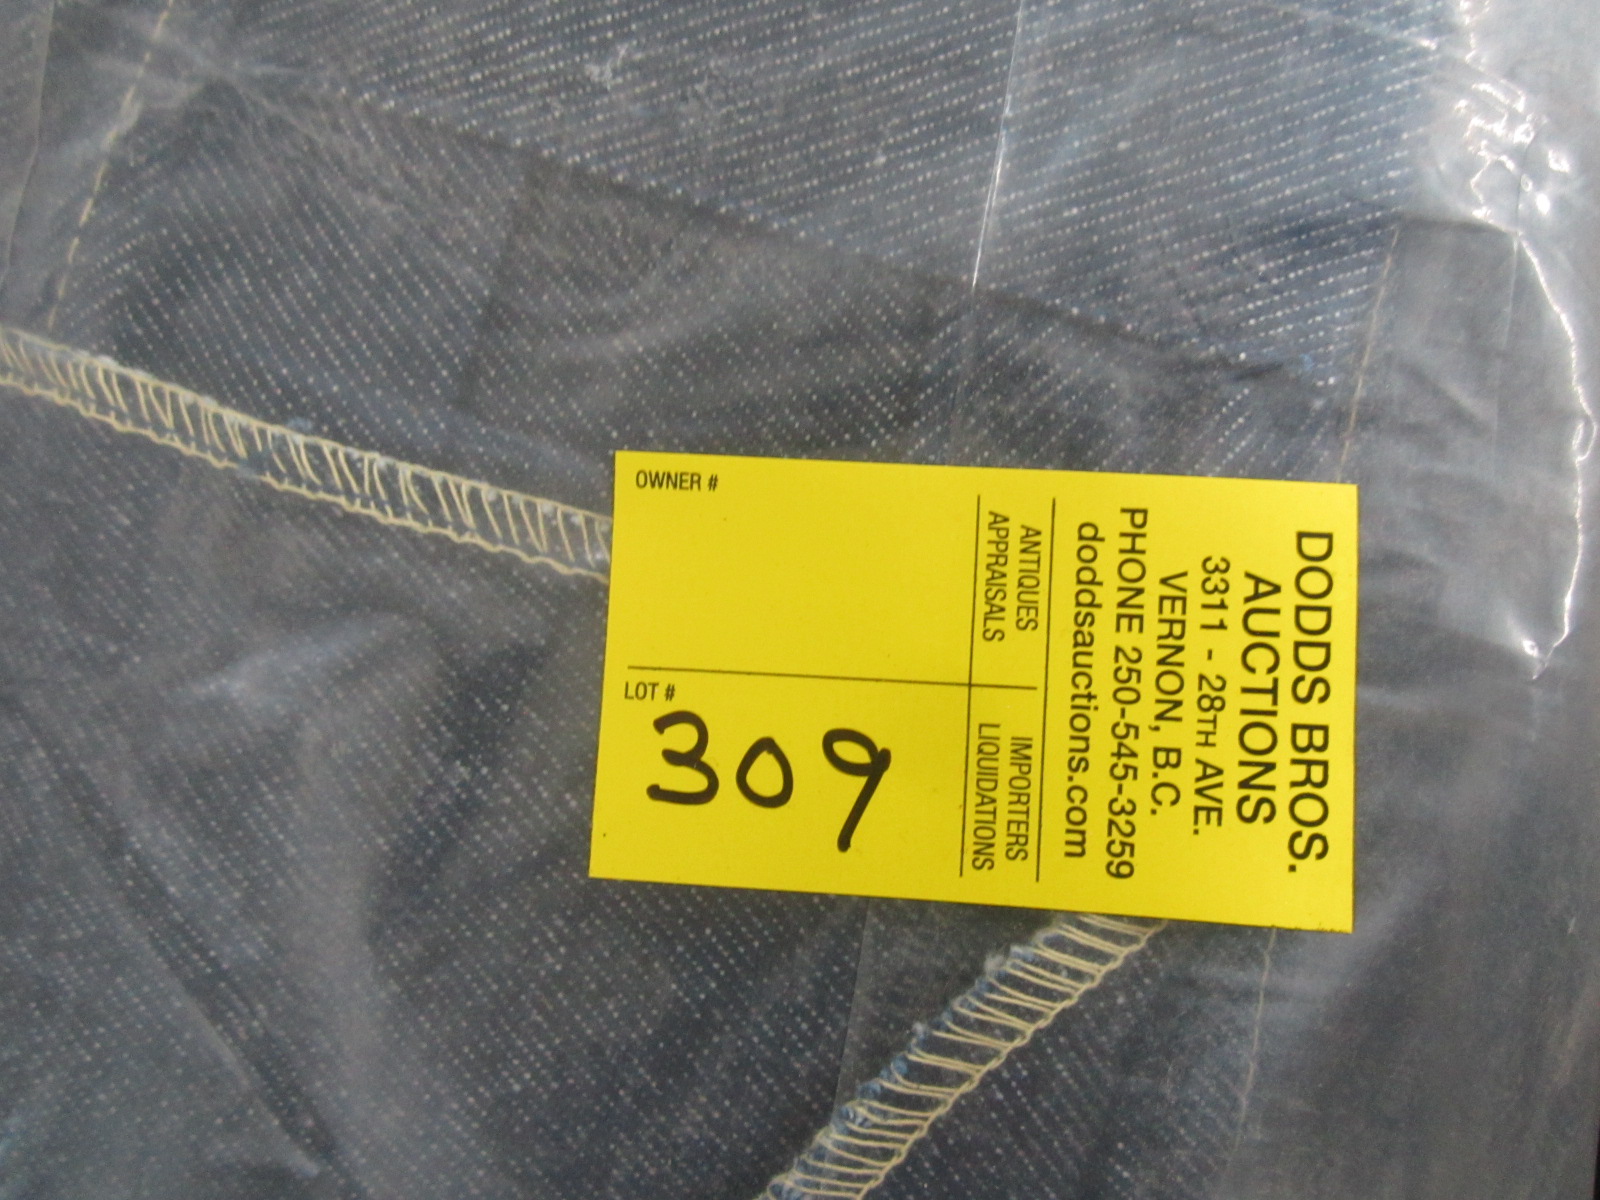 DODDS BROS.
AUCTIONS
3311 - 28TH AVE.
VERNON, B.C.
PHONE 250-545-3259
doddsauctions.com
ANTIQUES
APPRAISALS
IMPORTERS
LIQUIDATIONS
OWNER #
LOT #
309